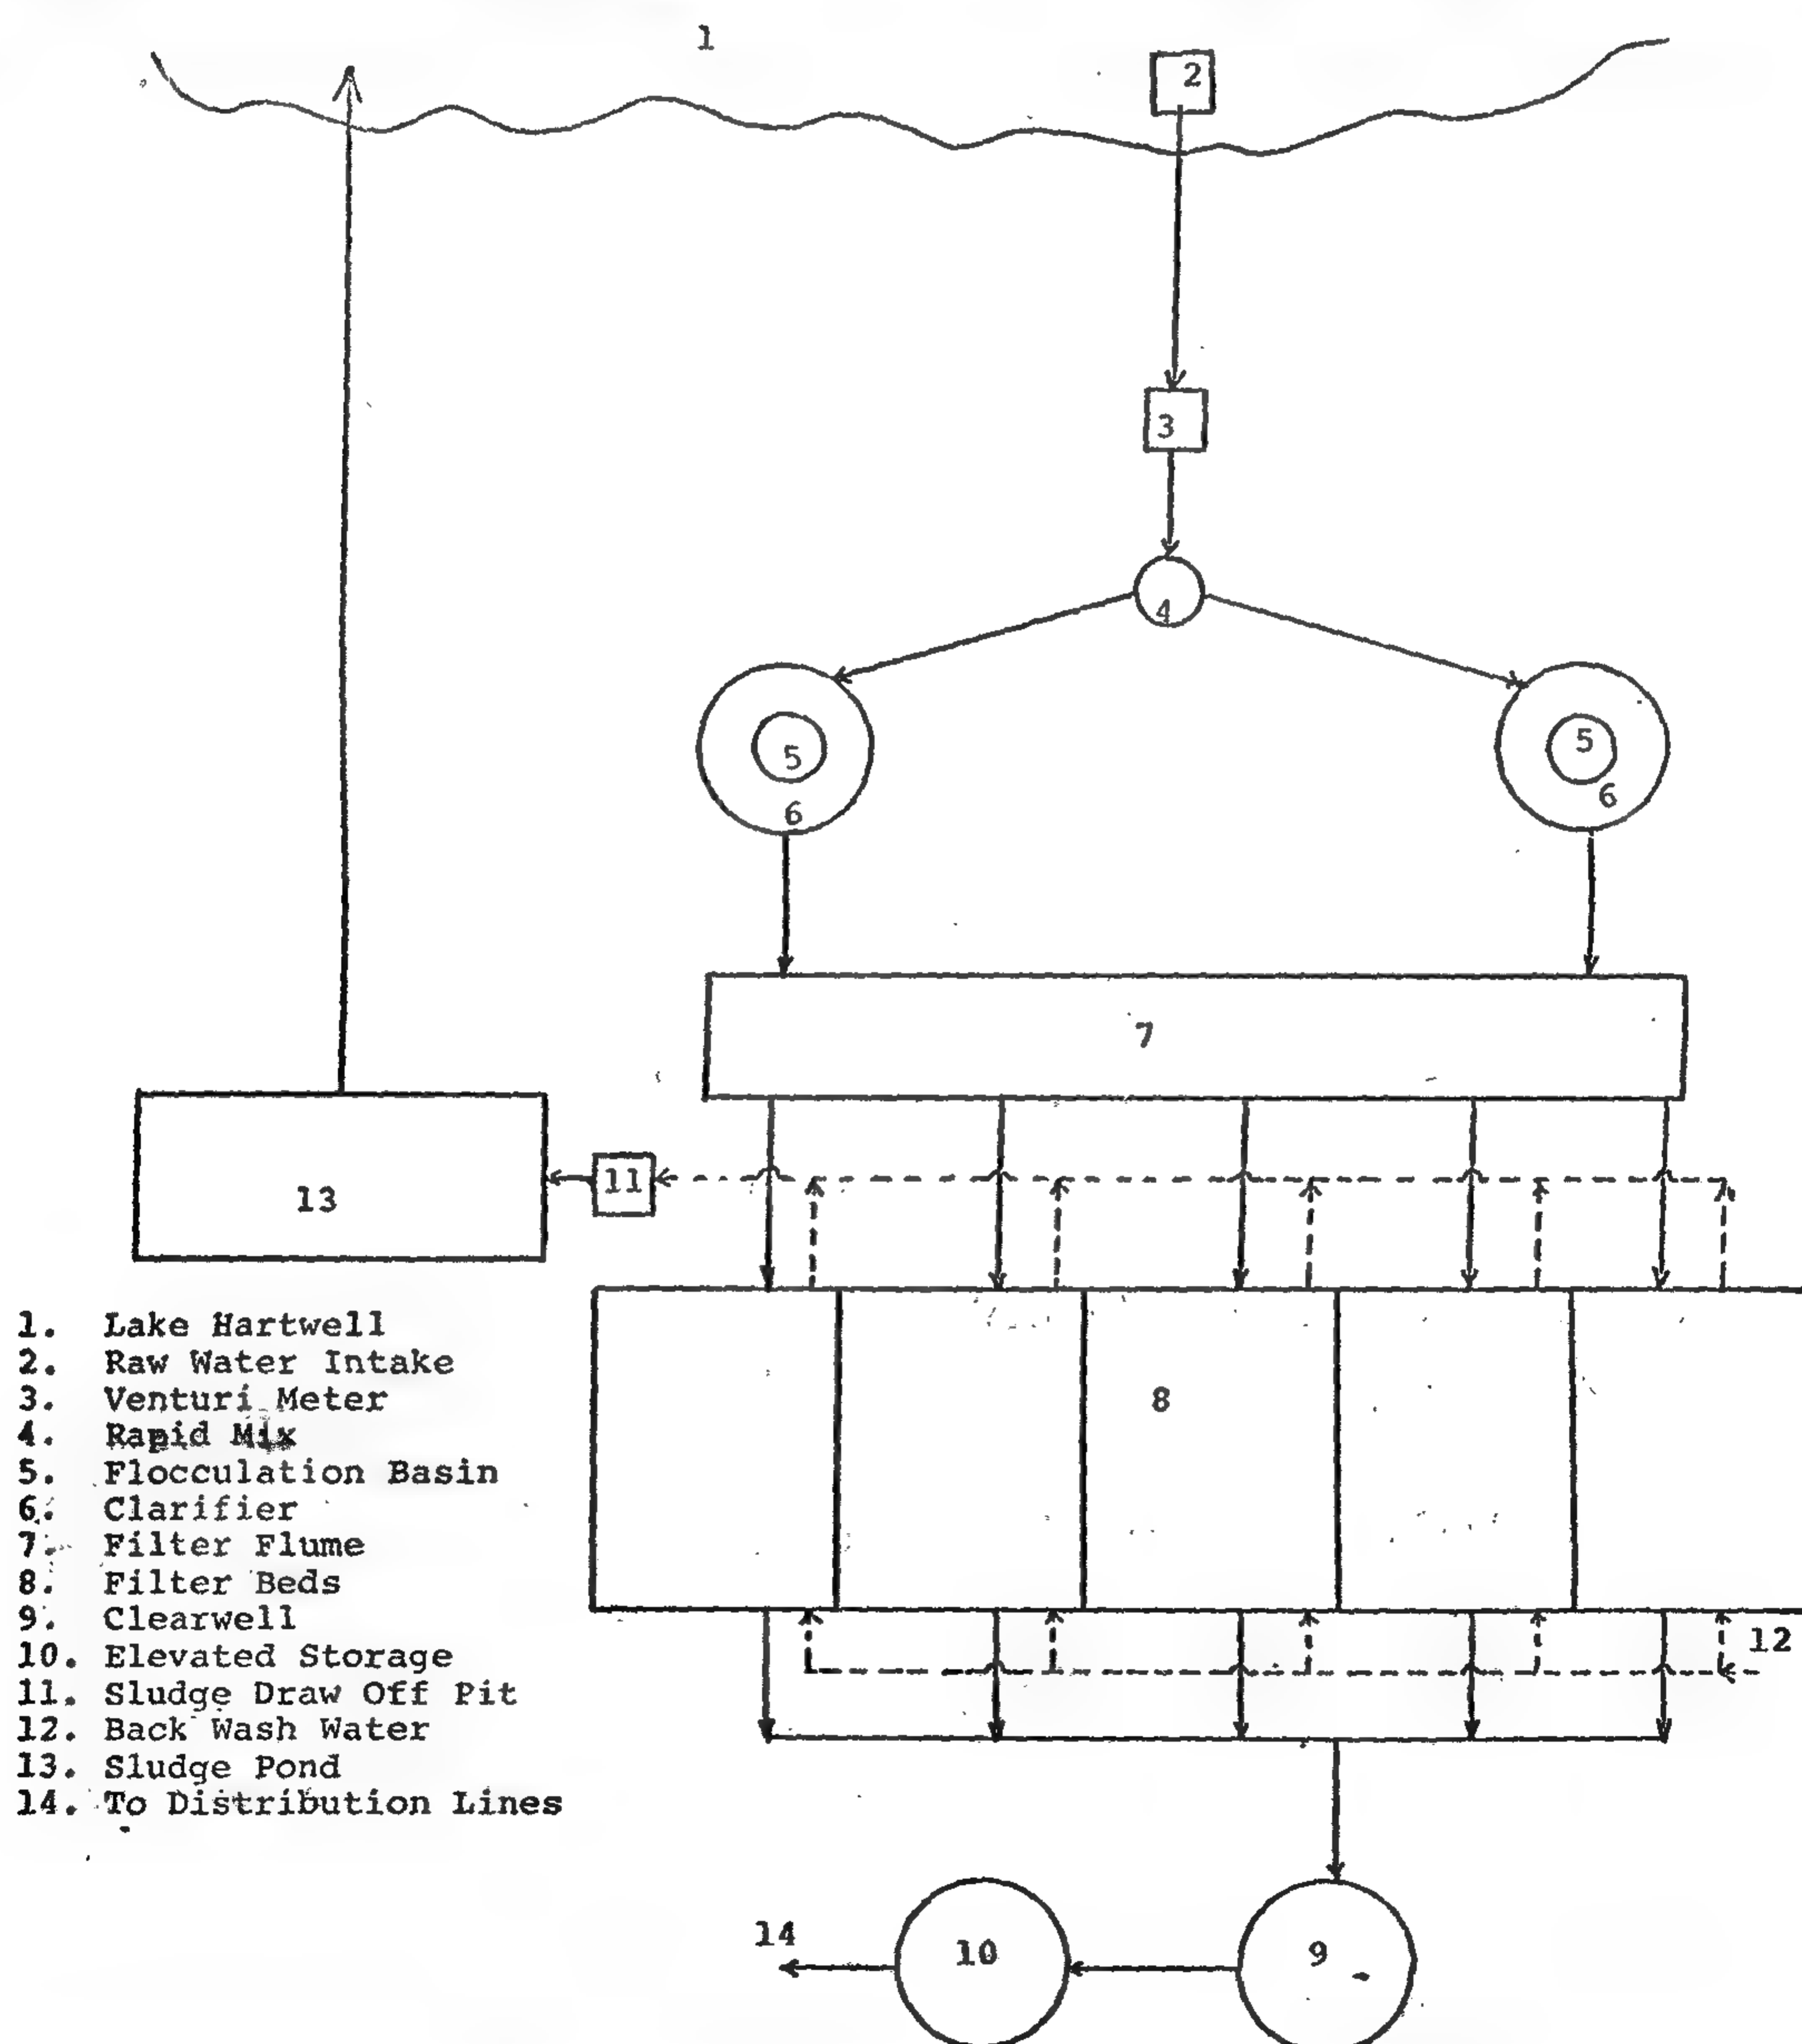 1
2
3
4
5
5
6
6
7
11
13
1. Lake Hartwell
2. Raw Water Intake
3. Venturi Meter
4. Rapid Mix
5. Flocculation Basin
6. Clarifier
7. Filter Flume
8. Filter Beds
9. Clearwell
10. Elevated Storage
11. Sludge Draw Off Pit
12. Back Wash Water
13. Sludge Pond
14. To Distribution Lines
8
12
14
10
9